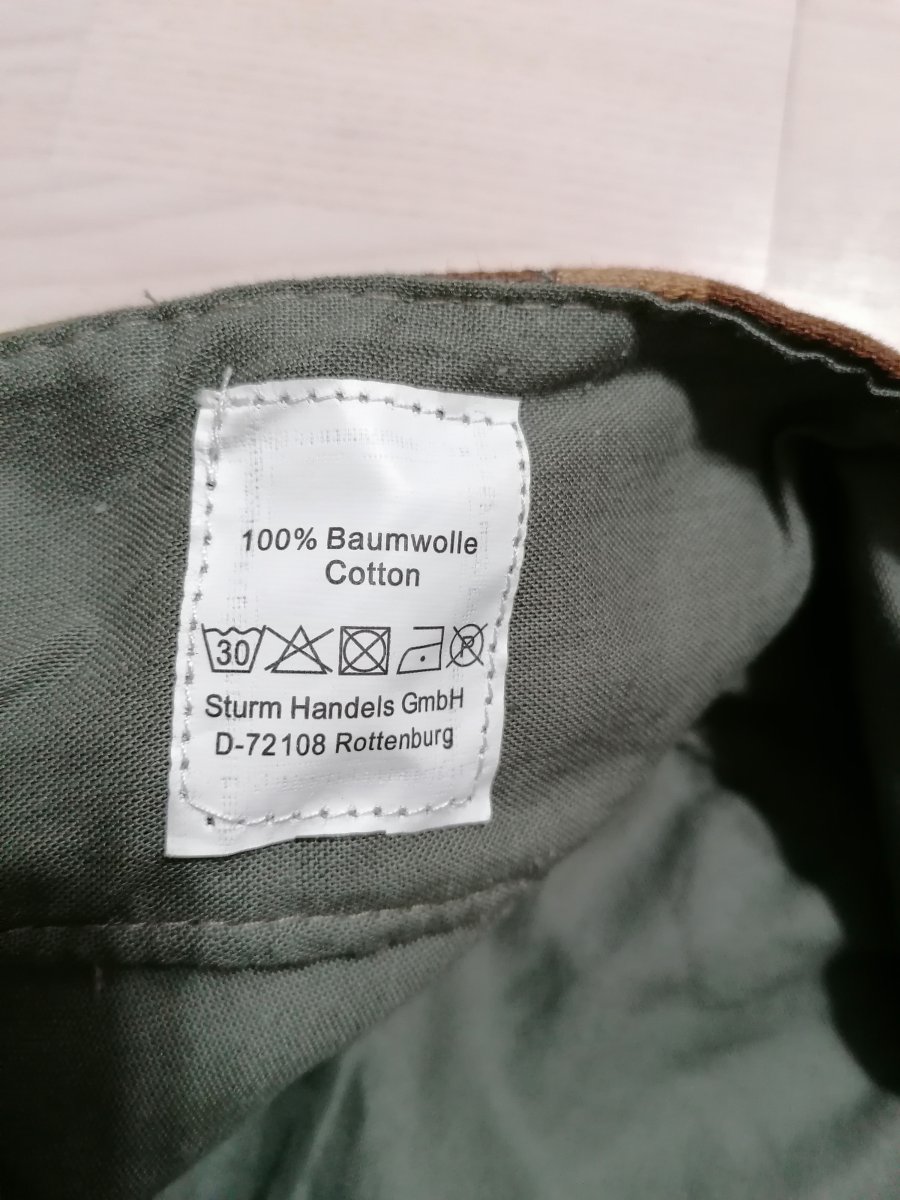 100% Baumwolle
Cotton
30 P
Sturm Handels GmbH
D-72108 Rottenburg